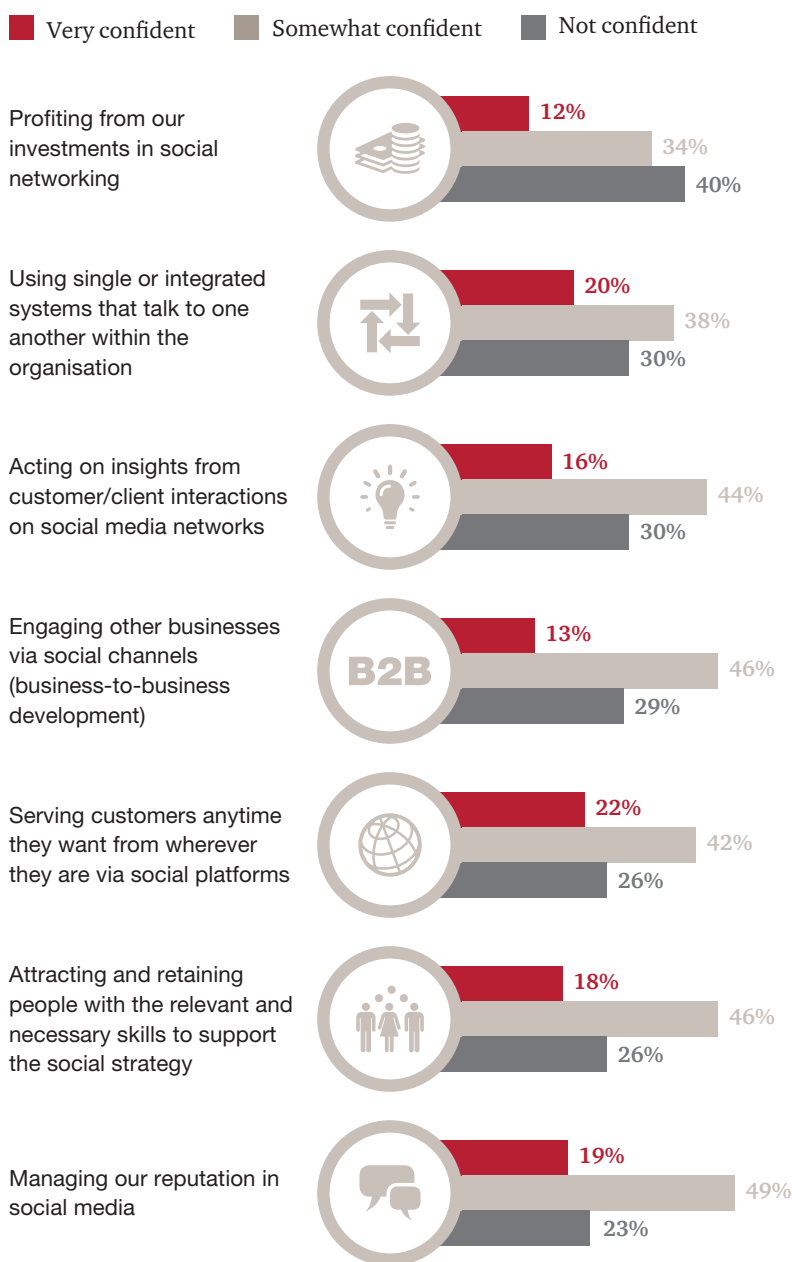 Very confident
Somewhat confident
Not confident
Profiting from our
investments in social
networking
12%
34%
40%
Using single or integrated
systems that talk to one
another within the
organisation
20%
38%
30%
Acting on insights from
customer/client interactions
on social media networks
16%
44%
30%
Engaging other businesses
via social channels
(business-to-business
development)
B2B
13%
46%
29%
Serving customers anytime
they want from wherever
they are via social platforms
22%
42%
26%
Attracting and retaining
people with the relevant and
necessary skills to support
the social strategy
18%
46%
26%
Managing our reputation in
social media
19%
49%
23%